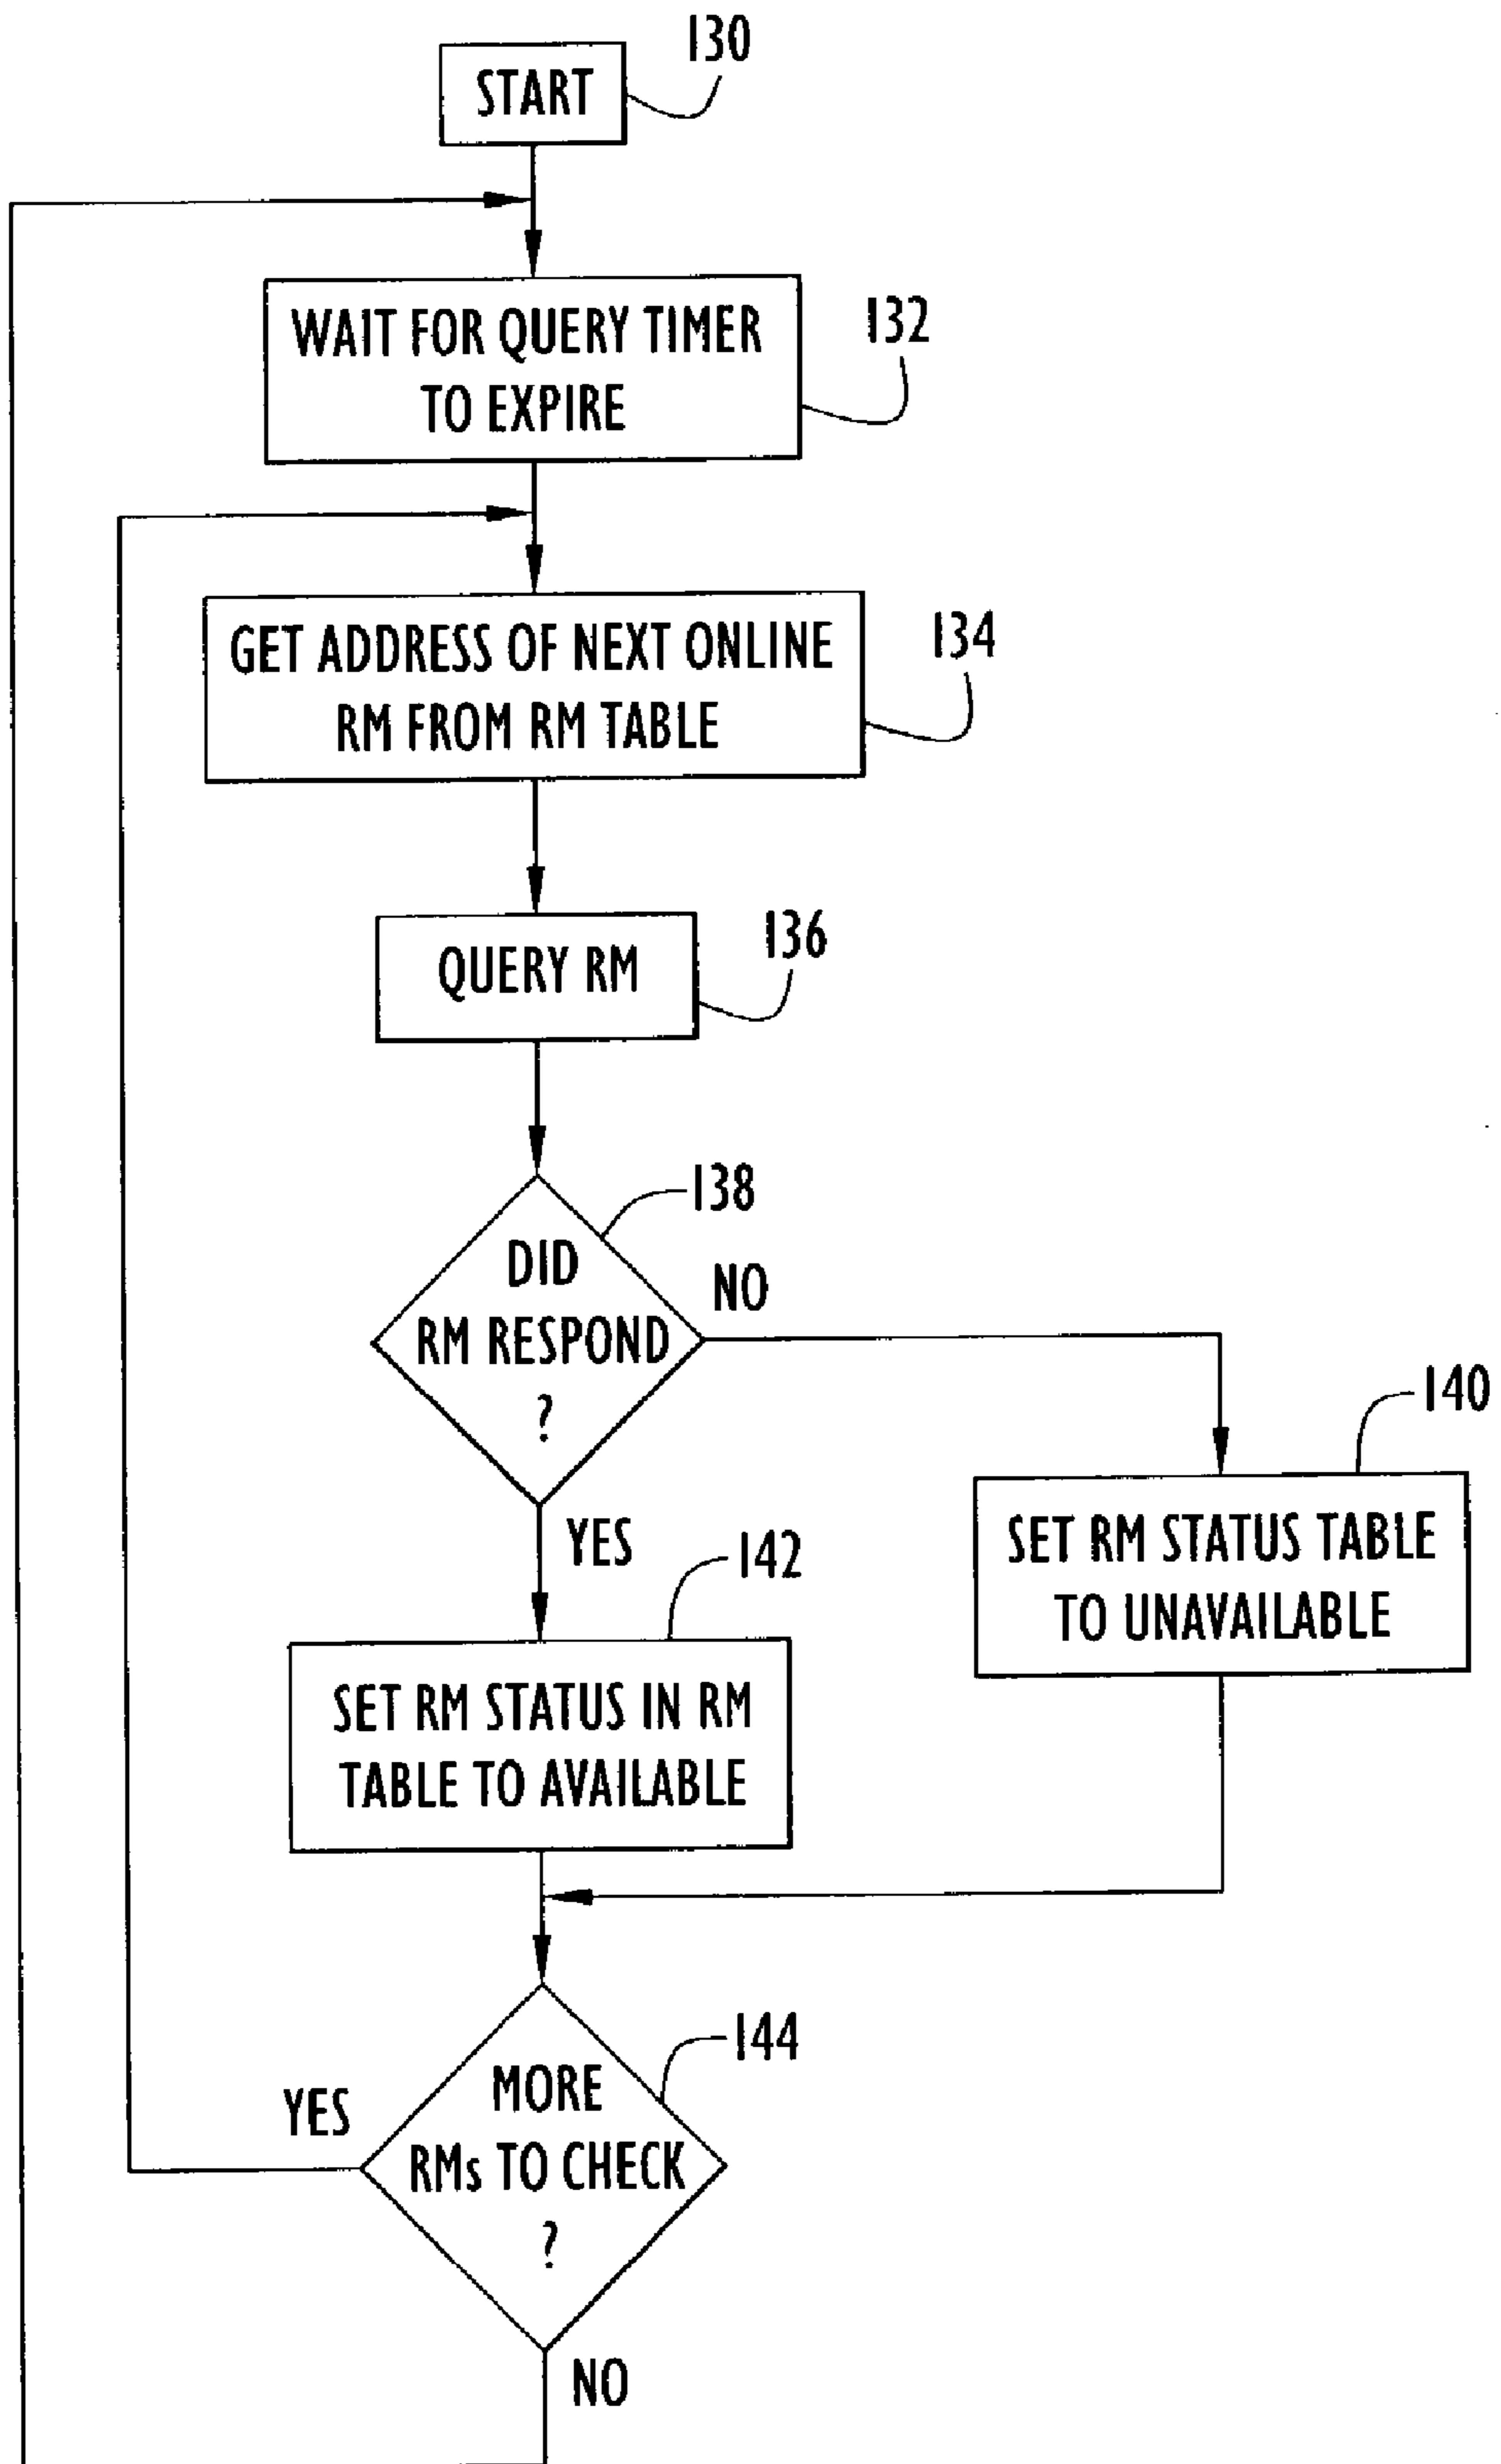 130
START
132
WAIT FOR QUERY TIMER
TO EXPIRE
134
GET ADDRESS OF NEXT ONLINE
RM FROM RM TABLE
136
QUERY RM
138
DID
RM RESPOND
?
NO
YES
140
SET RM STATUS TABLE
TO UNAVAILABLE
142
SET RM STATUS IN RM
TABLE TO AVAILABLE
144
MORE
RMs TO CHECK
?
YES
NO